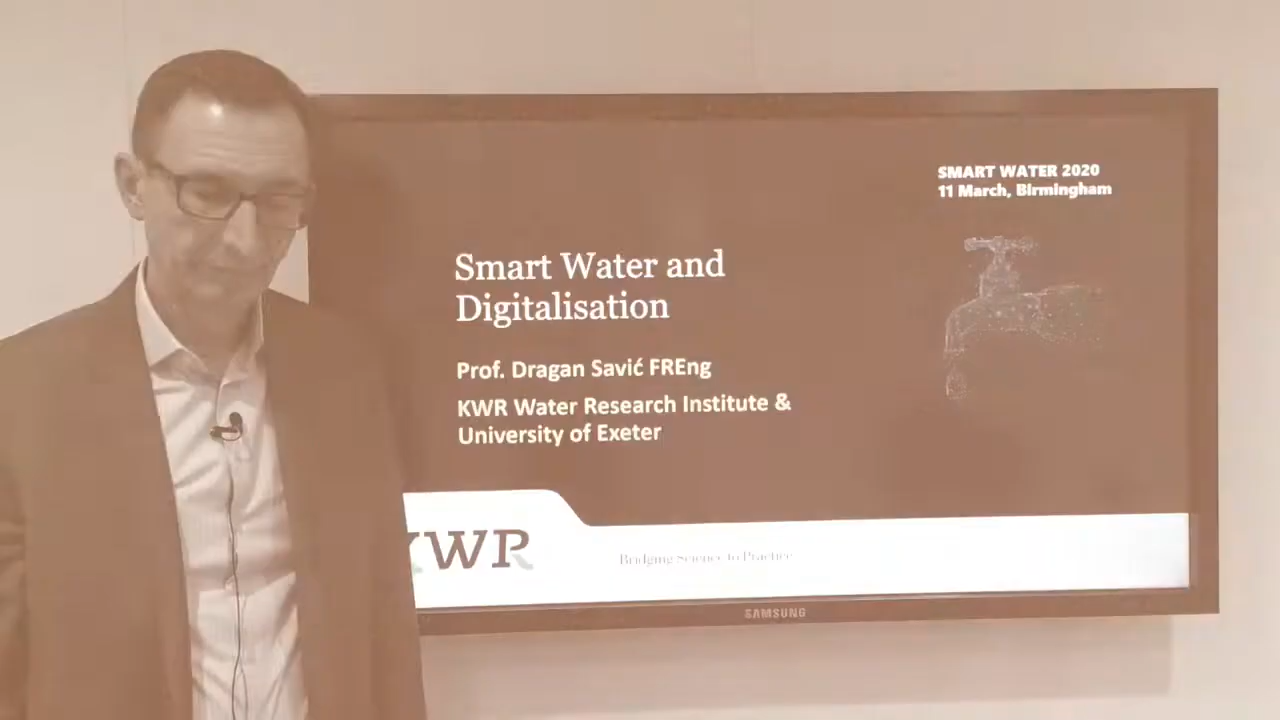 SMART WATER 2020
11 March, Birmingham
Smart Water and
Digitalisation
Prof. Dragan Savić FREng
KWR Water Research Institute &
University of Exeter
KWR
Bridging Science to Practice
SAMSUNG